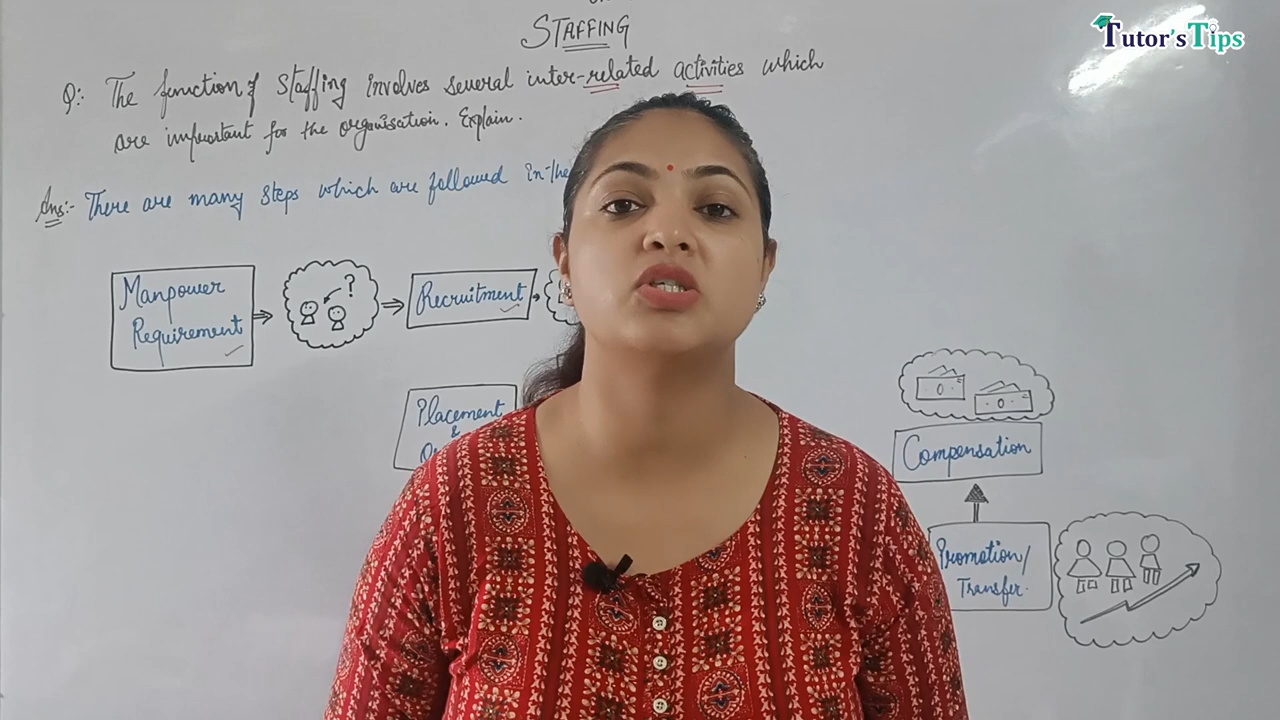 Tutor'sTips
STAFFING
Q:- The function of Staffing involves several inter-related activities which
are important for the organisation. Explain.
Ans:- There are many steps which are followed in the
Manpower
Requirement
?
Recruitment
Placement
&
Compensation
Promotion/
Transfer.